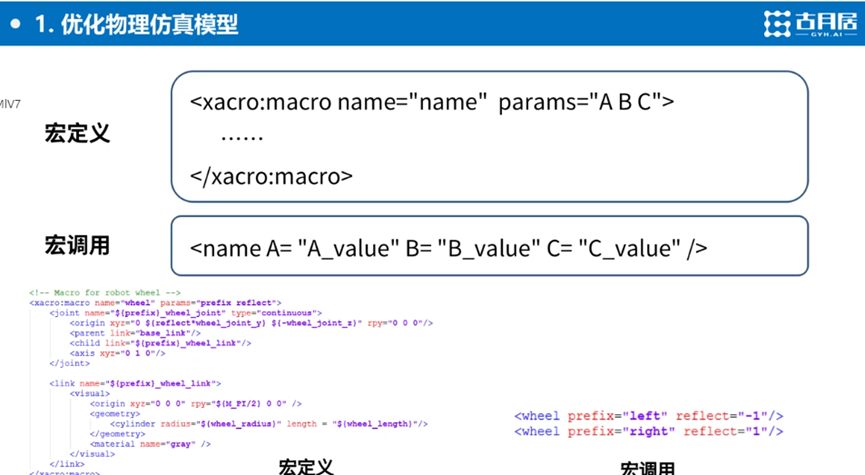 1. 优化物理仿真模型
古月居
GYH.AI
MIV7
宏定义
<xacro:macro name="name" params="A B C">
……
</xacro:macro>
宏调用
<name A= "A_value" B= "B_value" C= "C_value" />
<!-- Macro for robot wheel -->
<xacro:macro name="wheel" params="prefix reflect">
<joint name="${prefix}_wheel_joint" type="continuous">
<origin xyz="0 ${reflect*wheel_joint_y} ${-wheel_joint_z}" rpy="0 0 0"/>
<parent link="base_link"/>
<child link="${prefix}_wheel_link"/>
<axis xyz="0 1 0"/>
</joint>
<link name="${prefix}_wheel_link">
<visual>
<origin xyz="0 0 0" rpy="${M_PI/2} 0 0" />
<geometry>
<cylinder radius="${wheel_radius}" length = "${wheel_length}"/>
</geometry>
<material name="gray" />
</visual>
</link>
</xacro:macro>
宏定义
<wheel prefix="left" reflect="-1"/>
<wheel prefix="right" reflect="1"/>
宏调用